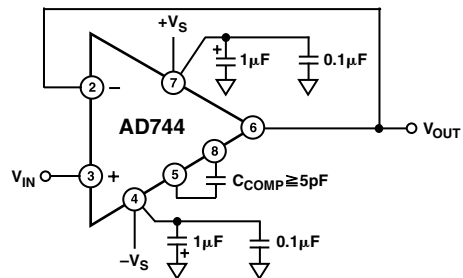 +VS
+
1μF
0.1μF
7
2
–
AD744
6
VOUT
8
VIN
3
+
5
CCOMP≧5pF
4
1μF
+
0.1μF
–VS